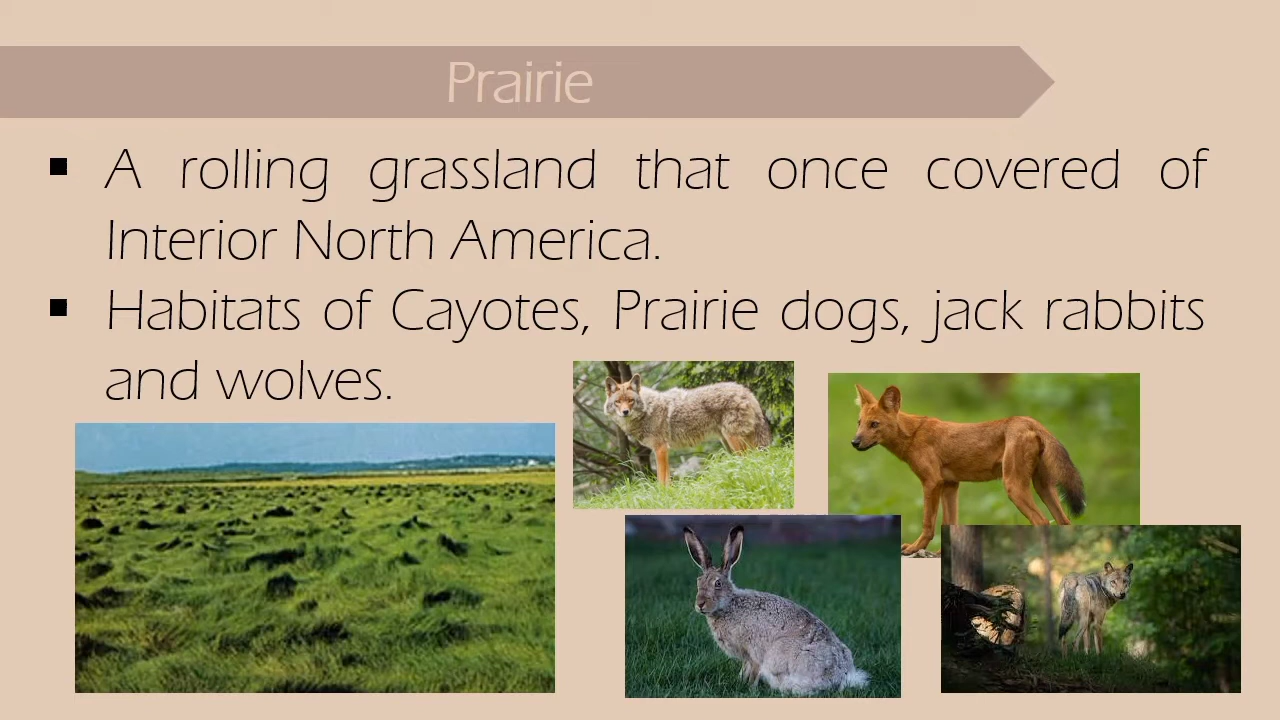 Prairie
▪ A rolling grassland that once covered of
Interior North America.
▪ Habitats of Cayotes, Prairie dogs, jack rabbits
and wolves.